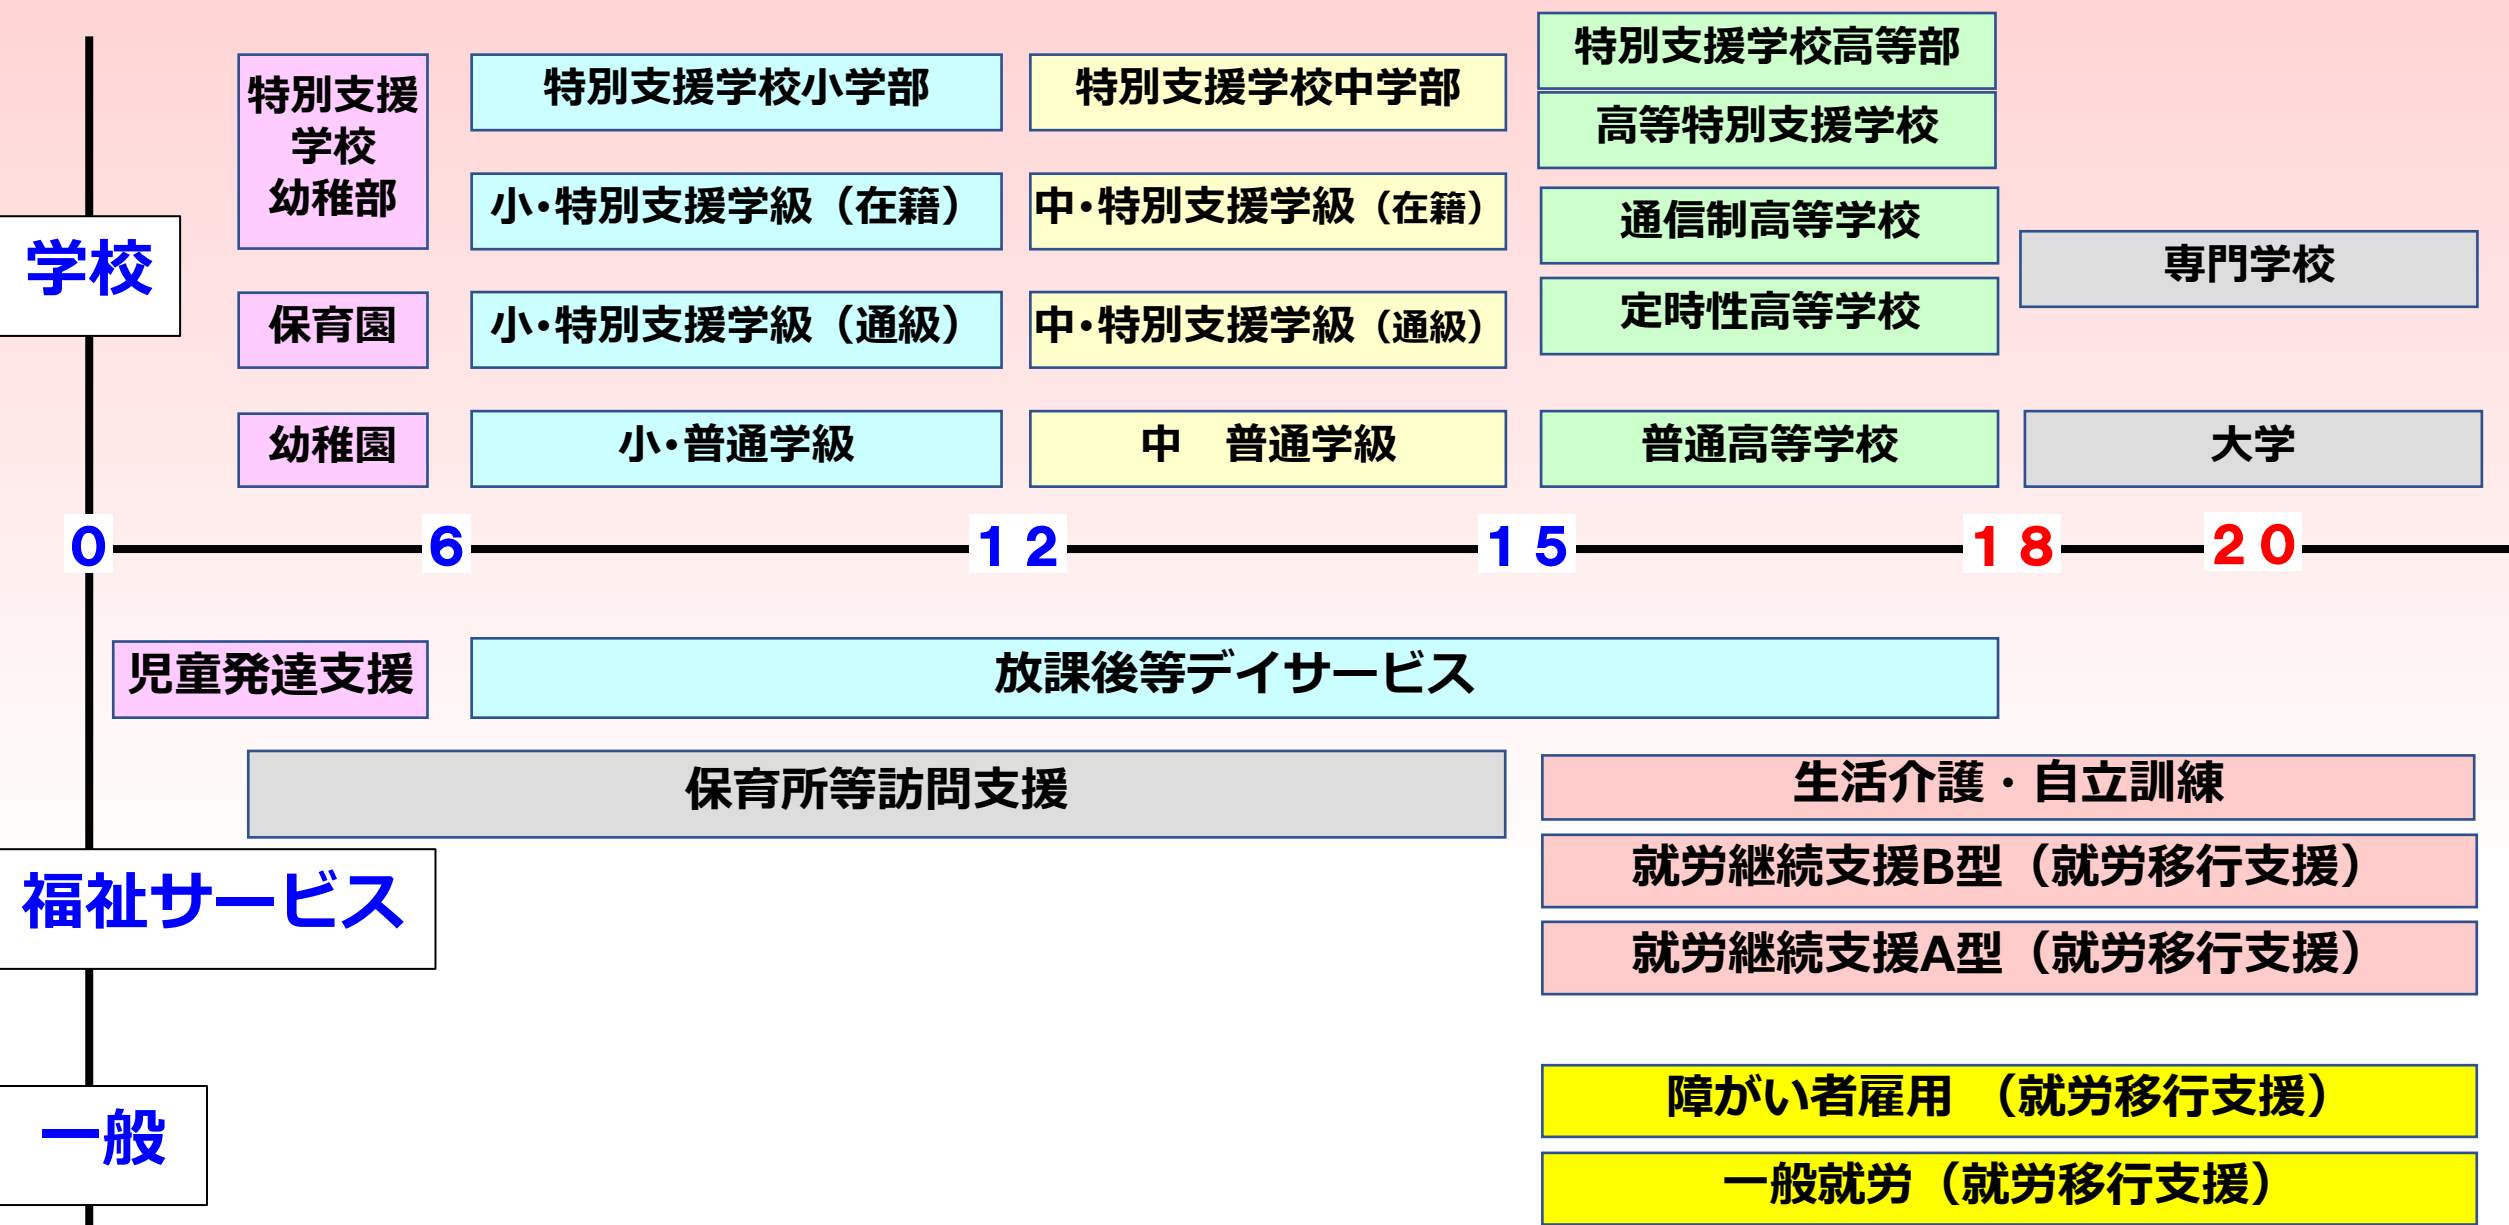 特別支援
学校
幼稚部
特別支援学校小学部
特別支援学校中学部
特別支援学校高等部
高等特別支援学校
小・特別支援学級（在籍）
中・特別支援学級（在籍）
通信制高等学校
学校
専門学校
保育園
小・特別支援学級（通級）
中・特別支援学級（通級）
定時性高等学校
幼稚園
小・普通学級
中　普通学級
普通高等学校
大学
０ ６ １２ １５ １８ ２０
児童発達支援
放課後等デイサービス
保育所等訪問支援
生活介護・自立訓練
福祉サービス
就労継続支援B型（就労移行支援）
就労継続支援A型（就労移行支援）
一般
障がい者雇用 （就労移行支援）
一般就労（就労移行支援）